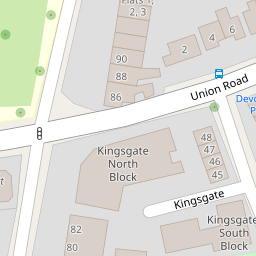 Flats 1,
2, 3
2
4
6
90
88
86
Union Road
Devo
P
48
47
46
45
Kingsgate
North
Block
Kingsgate
Kingsgate
South
Block
82
80